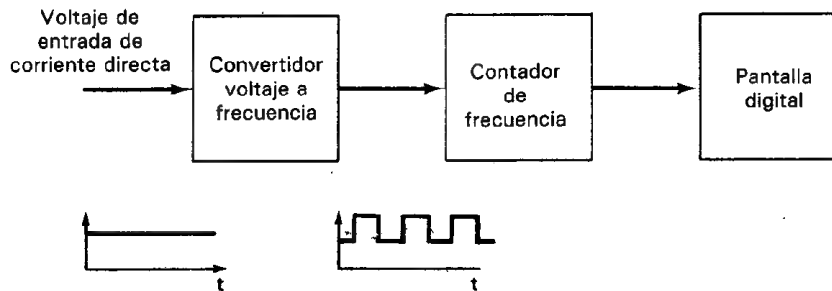 Voltaje de
entrada de
corriente directa
Convertidor
voltaje a
frecuencia
Contador
de
frecuencia
Pantalla
digital
t
t